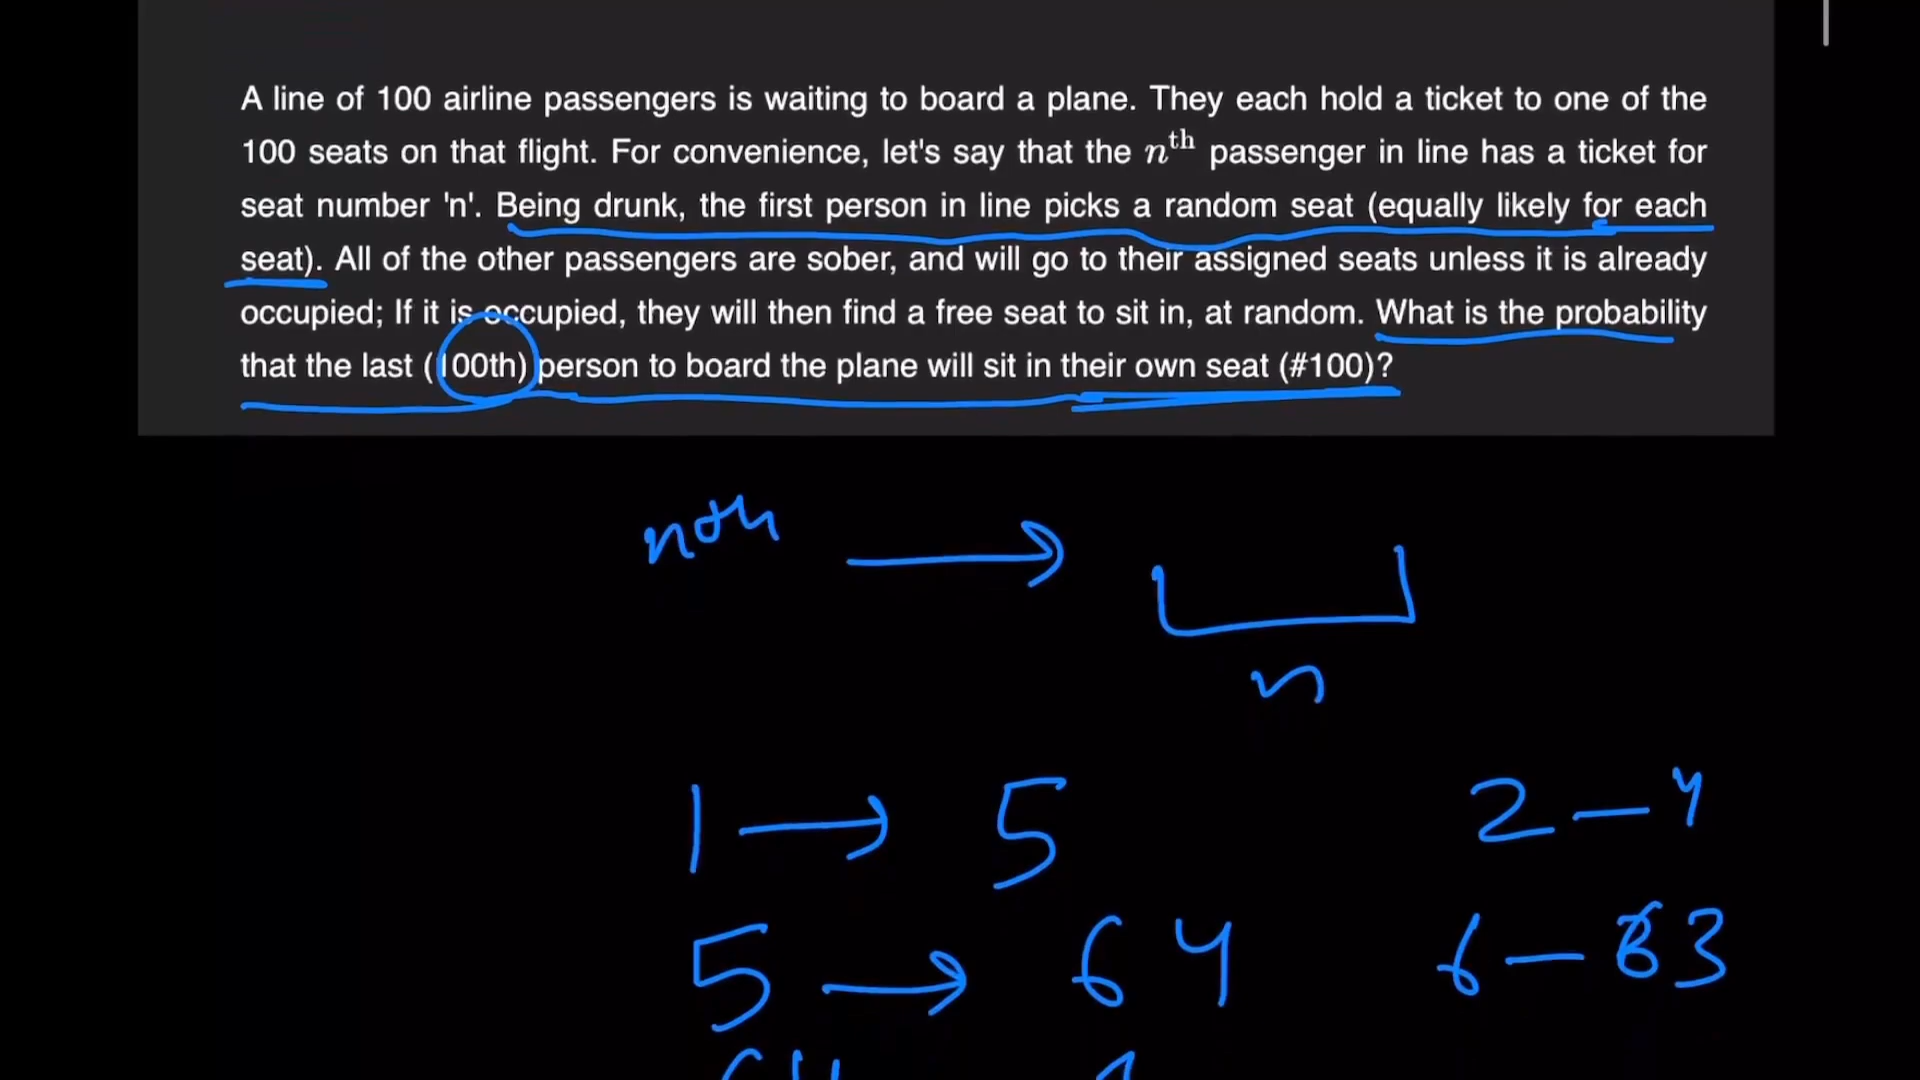 A line of 100 airline passengers is waiting to board a plane. They each hold a ticket to one of the
100 seats on that flight. For convenience, let's say that the nth passenger in line has a ticket for
seat number 'n'. Being drunk, the first person in line picks a random seat (equally likely for each
seat). All of the other passengers are sober, and will go to their assigned seats unless it is already
occupied; If it is occupied, they will then find a free seat to sit in, at random. What is the probability
that the last (100th) person to board the plane will sit in their own seat (#100)?
nth →
n
1 → 5 2 – 4
5 → 64 6 – 63
64